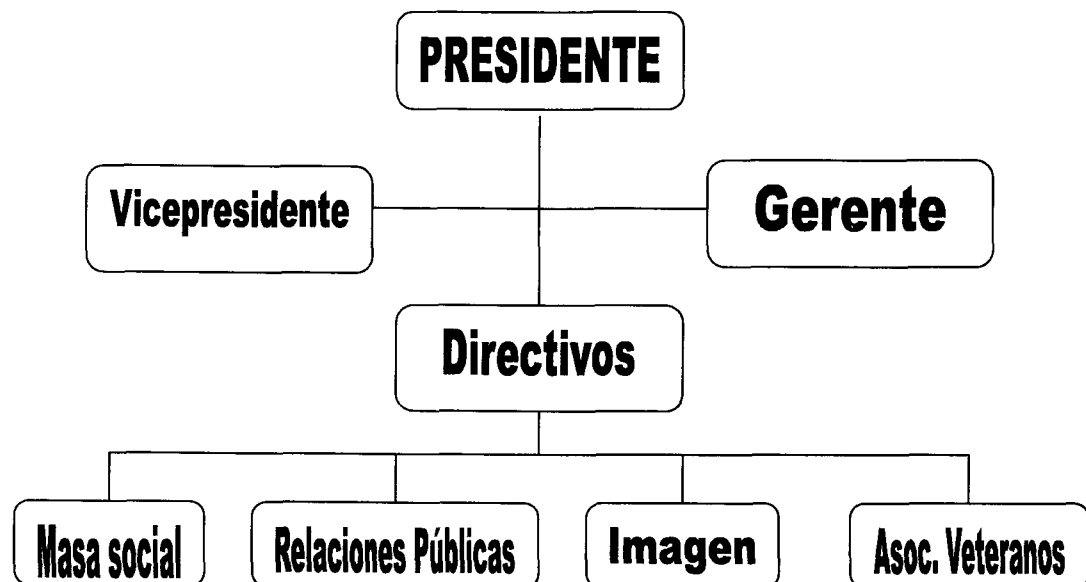 PRESIDENTE
Vicepresidente
Gerente
Directivos
Masa social
Relaciones Públicas
Imagen
Asoc. Veteranos